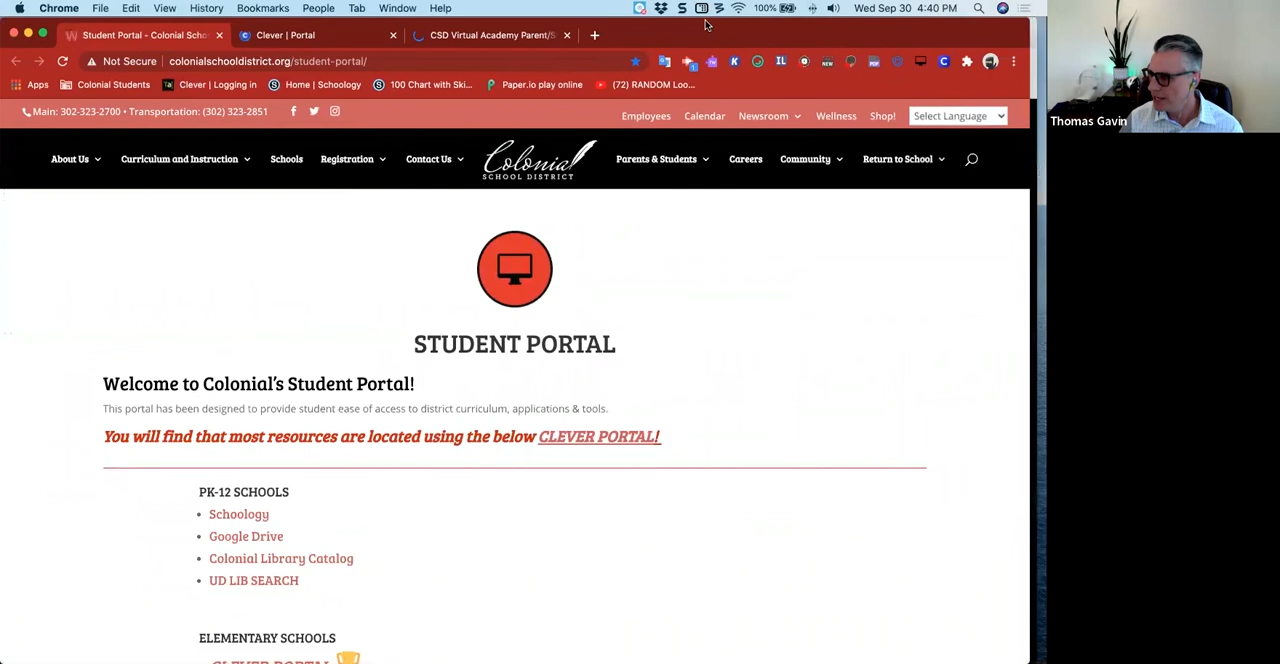 Chrome File Edit View History Bookmarks People Tab Window Help 100% Wed Sep 30 4:40 PM
Student Portal - Colonial Scho Clever | Portal CSD Virtual Academy Parent/S
Not Secure colonialschooldistrict.org/student-portal/
Apps Colonial Students Clever | Logging in Home | Schoology 100 Chart with Ski... Paper.io play online (72) RANDOM Loo...
Main: 302-323-2700 • Transportation: (302) 323-2851
Employees Calendar Newsroom Wellness Shop! Select Language
About Us Curriculum and Instruction Schools Registration Contact Us Colonial Parents & Students Careers Community Return to School
SCHOOL DISTRICT
Thomas Gavin
STUDENT PORTAL
Welcome to Colonial's Student Portal!
This portal has been designed to provide student ease of access to district curriculum, applications & tools.
You will find that most resources are located using the below CLEVER PORTAL!
PK-12 SCHOOLS
• Schoology
• Google Drive
• Colonial Library Catalog
• UD LIB SEARCH
ELEMENTARY SCHOOLS
CLEVER PORTAL